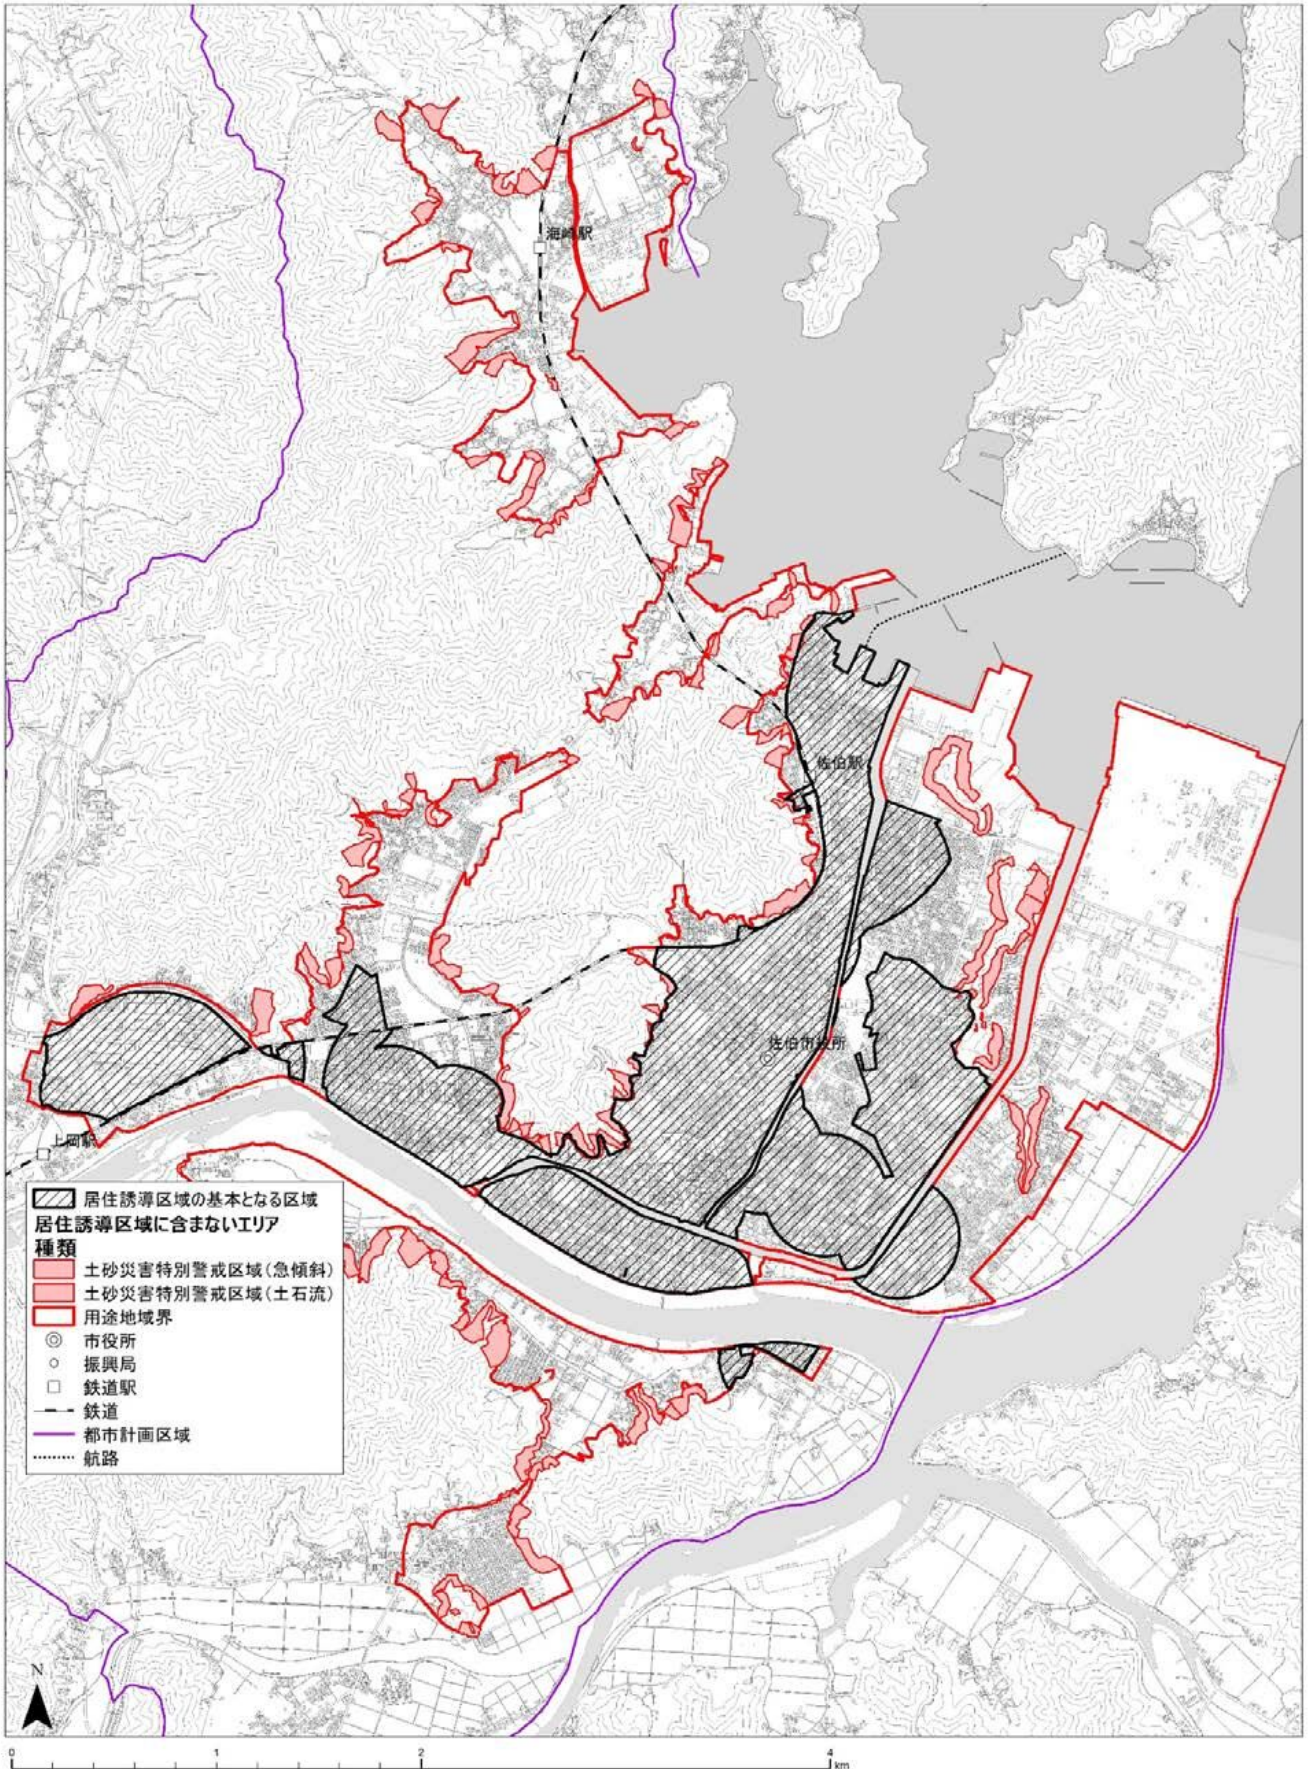 海崎駅
佐伯駅
佐伯市役所
上岡駅
居住誘導区域の基本となる区域
居住誘導区域に含まないエリア
種類
土砂災害特別警戒区域(急傾斜)
土砂災害特別警戒区域(土石流)
用途地域界
市役所
振興局
鉄道駅
鉄道
都市計画区域
航路
N
0 1 2 4
km